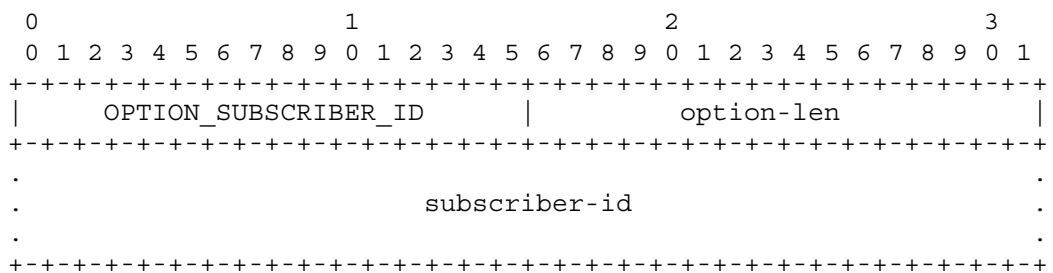 0                   1                   2                   3
 0 1 2 3 4 5 6 7 8 9 0 1 2 3 4 5 6 7 8 9 0 1 2 3 4 5 6 7 8 9 0 1
+-+-+-+-+-+-+-+-+-+-+-+-+-+-+-+-+-+-+-+-+-+-+-+-+-+-+-+-+-+-+-+-+
|     OPTION_SUBSCRIBER_ID      |         option-len            |
+-+-+-+-+-+-+-+-+-+-+-+-+-+-+-+-+-+-+-+-+-+-+-+-+-+-+-+-+-+-+-+-+
.                                                               .
.                         subscriber-id                         .
.                                                               .
+-+-+-+-+-+-+-+-+-+-+-+-+-+-+-+-+-+-+-+-+-+-+-+-+-+-+-+-+-+-+-+-+